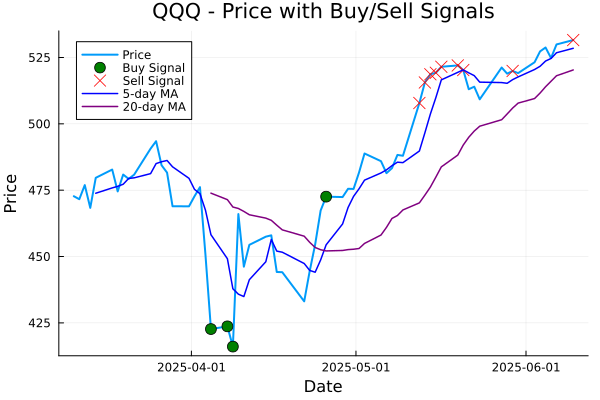 QQQ - Price with Buy/Sell Signals
Price
Buy Signal
Sell Signal
5-day MA
20-day MA
525
500
475
450
425
Price
2025-04-01
2025-05-01
2025-06-01
Date